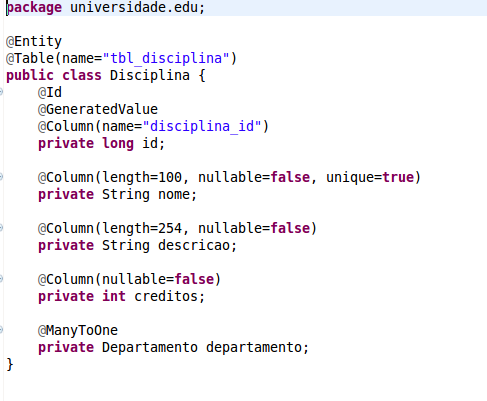 package universidade.edu;
@Entity
@Table(name="tbl_disciplina")
public class Disciplina {
@Id
@GeneratedValue
@Column(name="disciplina_id")
private long id;
@Column(length=100, nullable=false, unique=true)
private String nome;
@Column(length=254, nullable=false)
private String descricao;
@Column(nullable=false)
private int creditos;
@ManyToOne
private Departamento departamento;
}